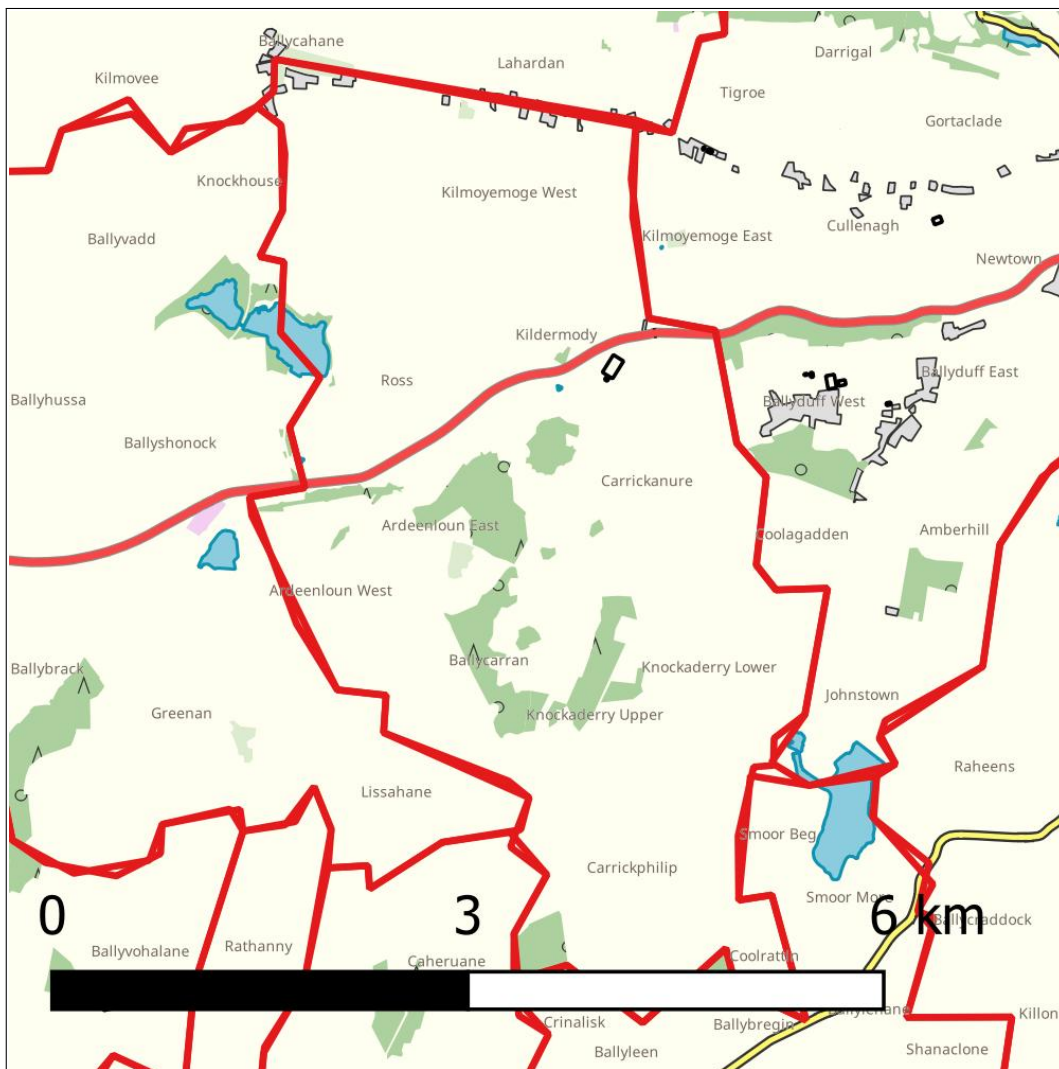 Ballycahane
Darrigal
Lahardan
Kilmovee
Tigroe
Gortaclade
Knockhouse
Kilmoyemoge West
Cullenagh
Ballyvadd
Kilmoyemoge East
Newtown
Kildermody
Ballyduff East
Ross
Ballyhussa
Ballyduff West
Ballyshonock
Carrickanure
Ardeenloun East
Amberhill
Coolagadden
Ardeenloun West
Ballycarran
Knockaderry Lower
Ballybrack
Johnstown
Greenan
Knockaderry Upper
Raheens
Lissahane
Smoor Beg
Carrickphilip
Smoor More
0 3 6 km
Ballycraddock
Rathanny
Ballyvohalane
Coolrattin
Caheruane
Killon
Crinalisk
Ballybregin
Shanaclone
Ballyleen